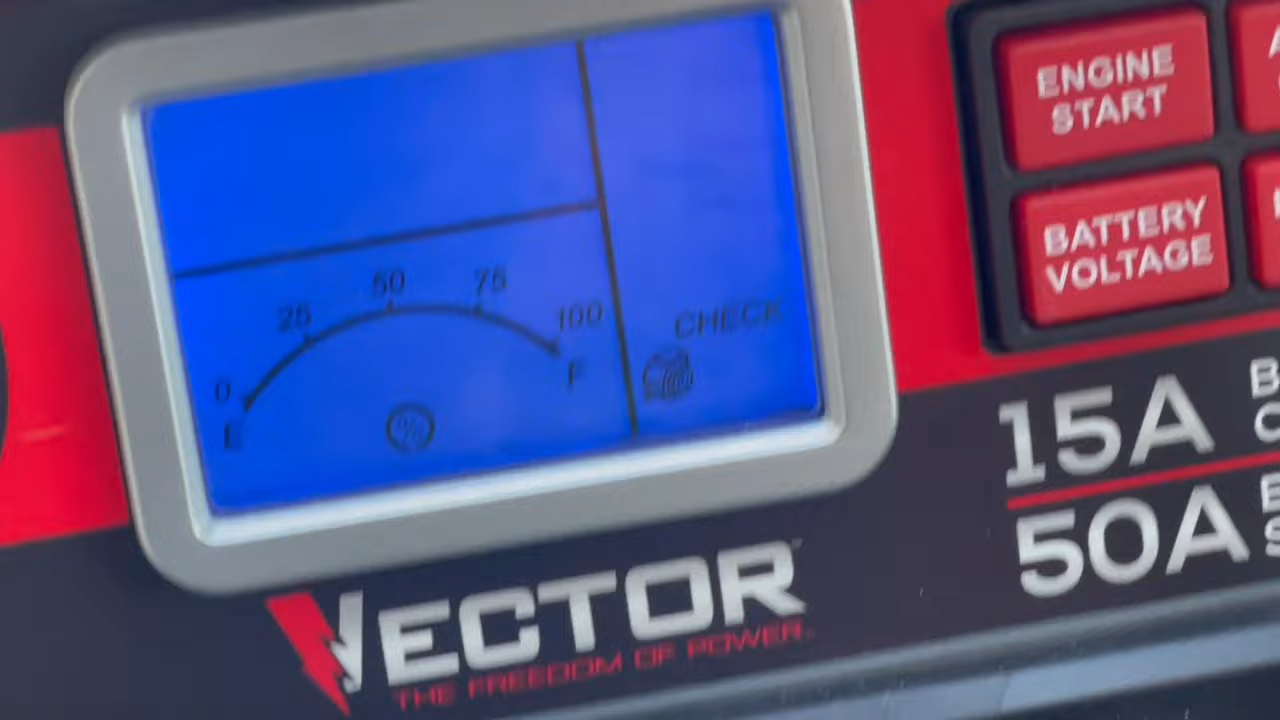 50
75
25
100
0
F
E
%
CHECK
ENGINE
START
BATTERY
VOLTAGE
15A
50A
VECTOR
THE FREEDOM OF POWER.